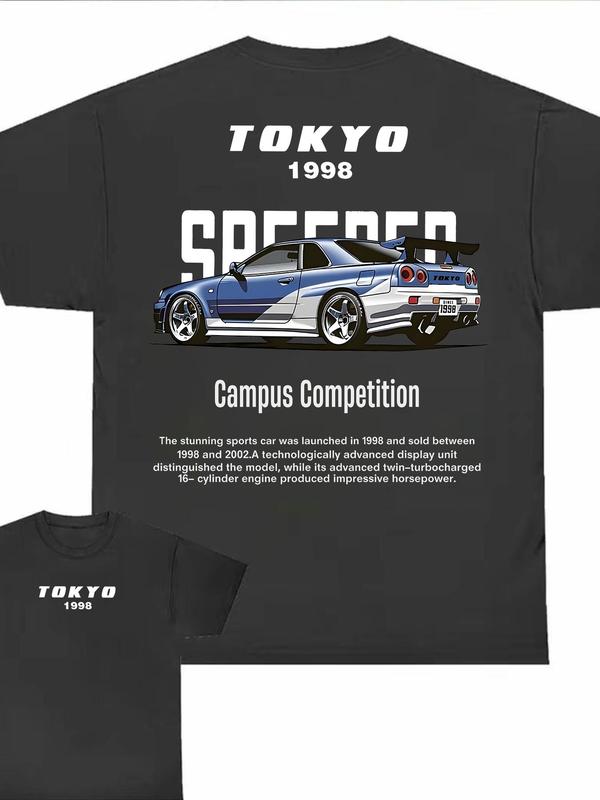 TOKYO
1998
SPEEDED
Campus Competition
TOKYO
SINCE
1998
The stunning sports car was launched in 1998 and sold between
1998 and 2002.A technologically advanced display unit
distinguished the model, while its advanced twin-turbocharged
16- cylinder engine produced impressive horsepower.
TOKYO
1998